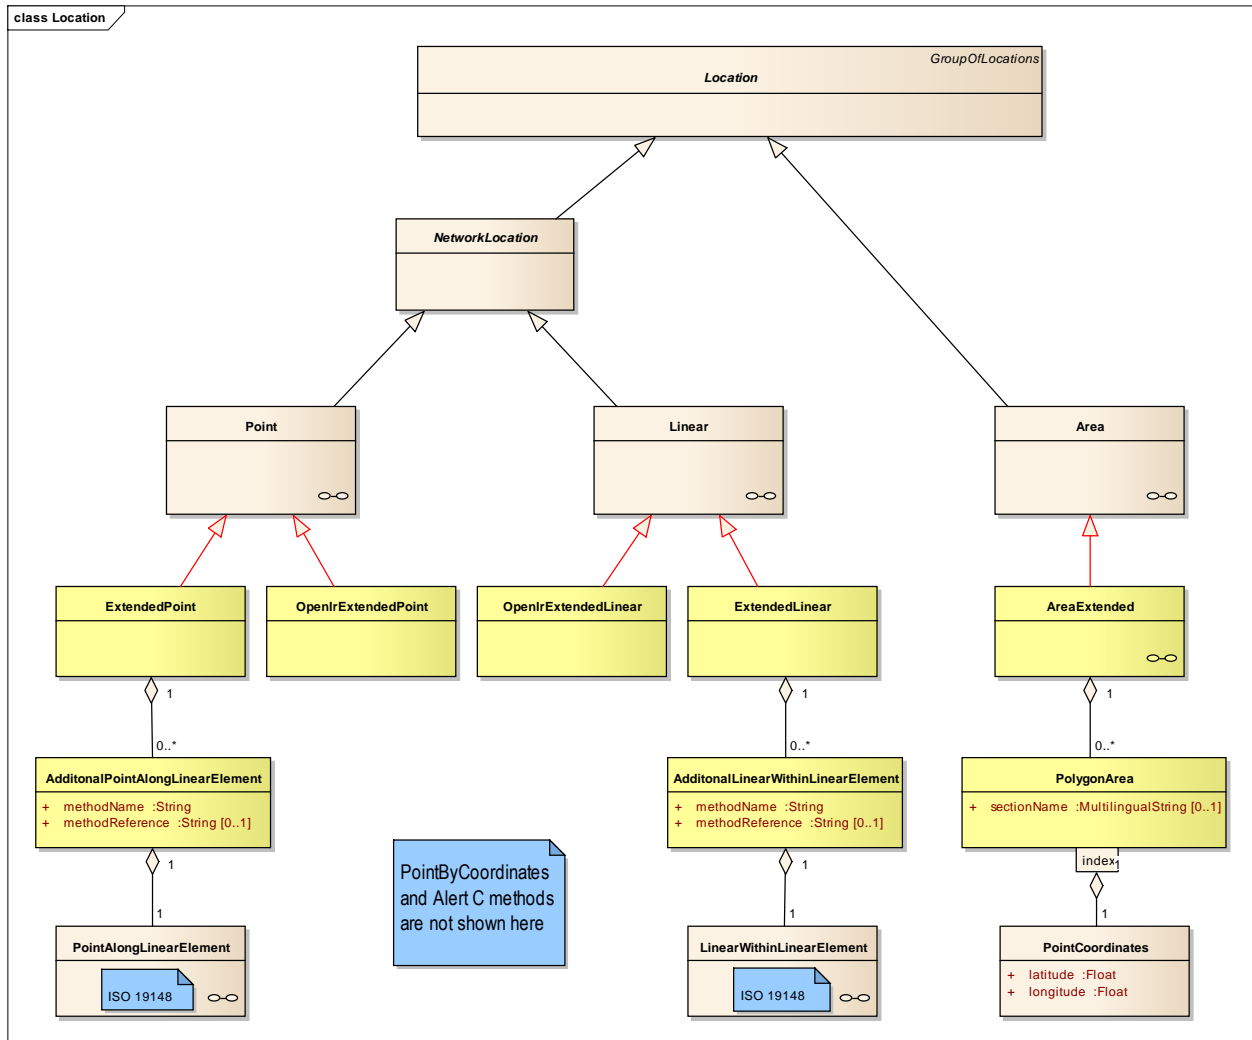 class Location
GroupOfLocations
Location
NetworkLocation
Point
Linear
Area
ExtendedPoint
OpenlrExtendedPoint
OpenlrExtendedLinear
ExtendedLinear
AreaExtended
1
1
1
0..*
0..*
0..*
AdditonalPointAlongLinearElement
+ methodName :String
+ methodReference :String [0..1]
AdditonalLinearWithinLinearElement
+ methodName :String
+ methodReference :String [0..1]
PolygonArea
+ sectionName :MultilingualString [0..1]
PointByCoordinates
and Alert C methods
are not shown here
1
1
index
1
1
1
1
PointAlongLinearElement
ISO 19148
LinearWithinLinearElement
ISO 19148
PointCoordinates
+ latitude :Float
+ longitude :Float